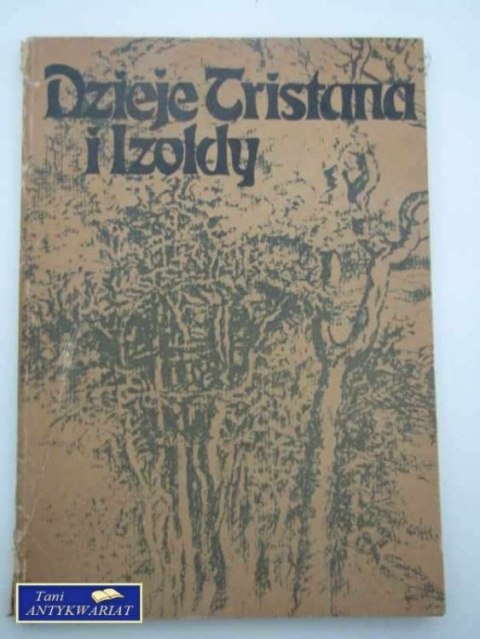 Dzieje Tristana
i Izoldy
Tani
ANTYKWARIAT